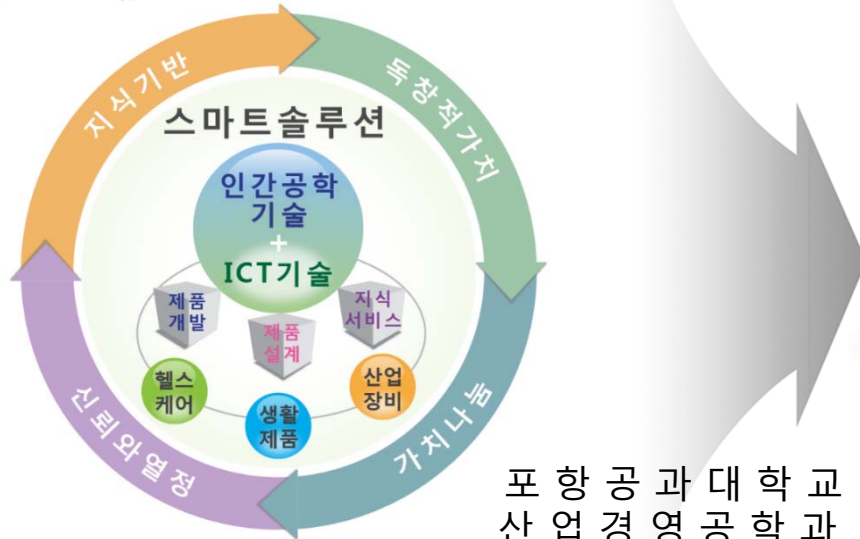 지식기반
독창적가치
스마트솔루션
인간공학
기술
+
ICT기술
제품
개발
지식
서비스
제품
설계
헬스
케어
산업
장비
생활
제품
신뢰와열정
가치나눔
포항공과대학교
산업경영공학과